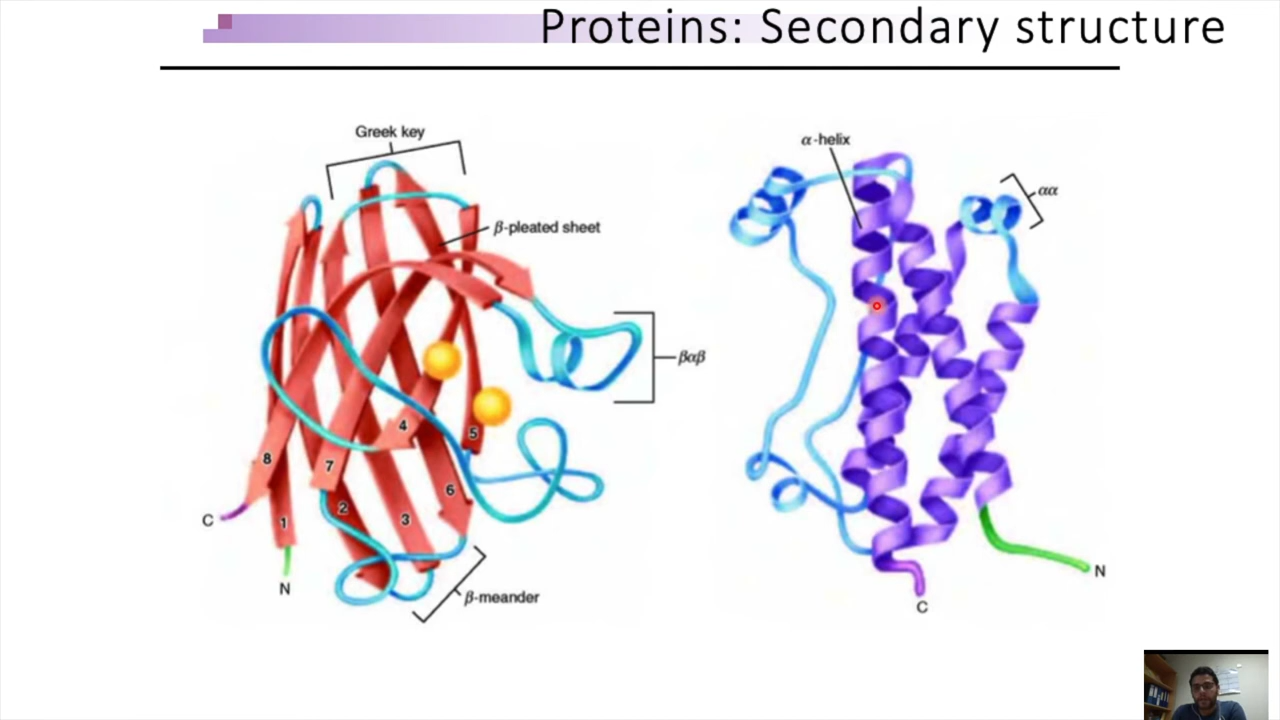 Proteins: Secondary structure
Greek key
β-pleated sheet
βαβ
4
5
8
7
6
2
3
1
C
N
β-meander
α-helix
αα
N
C